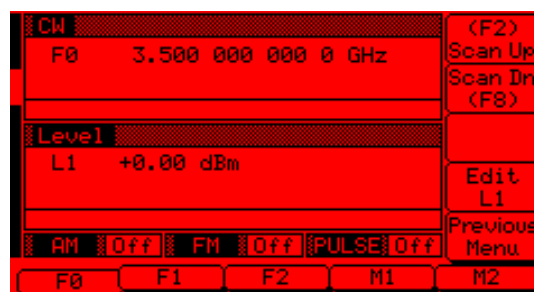 CW
F0 3.500 000 000 0 GHz
Level
L1 +0.00 dBm
AM Off FM Off PULSE Off
F0 F1 F2 M1 M2
(F2)
Scan Up
Scan Dn
(F8)
Edit
L1
Previous
Menu